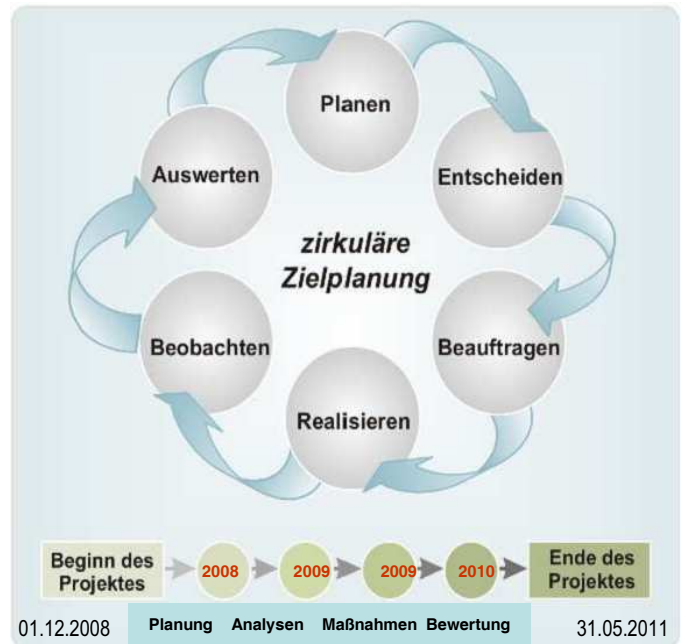 Planen
Auswerten
Entscheiden
zirkuläre
Zielplanung
Beobachten
Beauftragen
Realisieren
Beginn des
Projektes
2008
2009
2009
2010
Ende des
Projektes
01.12.2008
Planung Analysen Maßnahmen Bewertung
31.05.2011